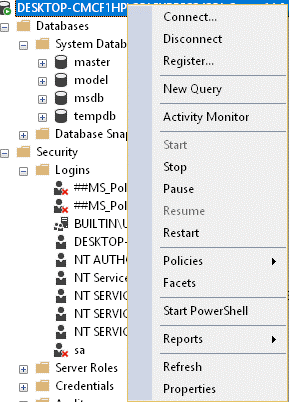 DESKTOP-CMCF1HP\
Databases
System Datab
master
model
msdb
tempdb
Database Snap
Security
Logins
##MS_Pol
##MS_Pol
BUILTIN\U
DESKTOP-
NT AUTHO
NT Service
NT SERVIC
NT SERVIC
NT SERVIC
sa
Server Roles
Credentials
Connect...
Disconnect
Register...
New Query
Activity Monitor
Start
Stop
Pause
Resume
Restart
Policies
Facets
Start PowerShell
Reports
Refresh
Properties